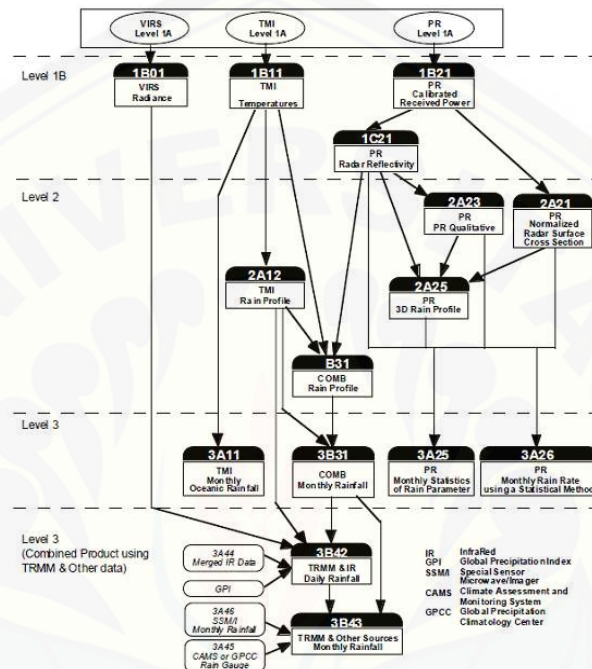 VIRS
Level 1A
TMI
Level 1A
PR
Level 1A
Level 1B
1B01
VIRS
Radiance
1B11
TMI
Temperatures
1B21
PR
Calibrated
Received Power
1C21
PR
Radar Reflectivity
Level 2
2A23
PR
PR Qualitative
2A21
PR
Normalized
Radar Surface
Cross Section
2A12
TMI
Rain Profile
2A25
PR
3D Rain Profile
B31
COMB
Rain Profile
Level 3
3A11
TMI
Monthly
Oceanic Rainfall
3B31
COMB
Monthly Rainfall
3A25
PR
Monthly Statistics
of Rain Parameter
3A26
PR
Monthly Rain Rate
using a Statistical Method
Level 3
(Combined Product using
TRMM & Other data)
3A44
Merged IR Data
GPI
3B42
TRMM & IR
Daily Rainfall
3A46
SSM/I
Monthly Rainfall
3A45
CAMS or GPCC
Rain Gauge
3B43
TRMM & Other Sources
Monthly Rainfall
IR InfraRed
GPI Global Precipitation Index
SSM/I Special Sensor
Microwave/Imager
CAMS Climate Assessment and
Monitoring System
GPCC Global Precipitation
Climatology Center